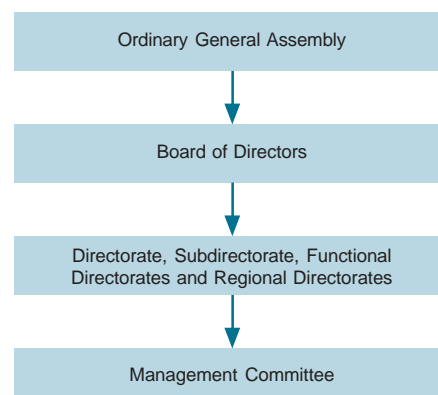 Ordinary General Assembly
Board of Directors
Directorate, Subdirectorate, Functional
Directorates and Regional Directorates
Management Committee